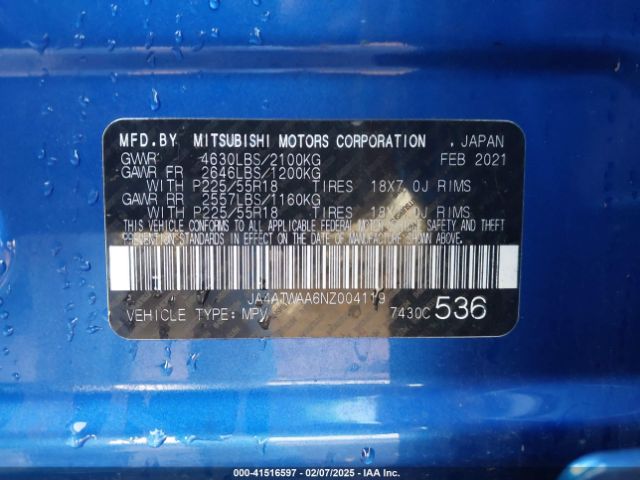 MFD.BY MITSUBISHI MOTORS CORPORATION , JAPAN
GVWR 4630LBS/2100KG FEB 2021
GAWR FR 2646LBS/1200KG
WITH P225/55R18 TIRES 18X7.0J RIMS
GAWR RR 2557LBS/1160KG
WITH P225/55R18 TIRES 18X7.0J RIMS
THIS VEHICLE CONFORMS TO ALL APPLICABLE FEDERAL MOTOR VEHICLE SAFETY AND THEFT
PREVENTION STANDARDS IN EFFECT ON THE DATE OF MANUFACTURE SHOWN ABOVE.
JA4ATWAA6NZ004119
VEHICLE TYPE: MPV 7430C 536
000-41516597 - 02/07/2025 - IAA Inc.